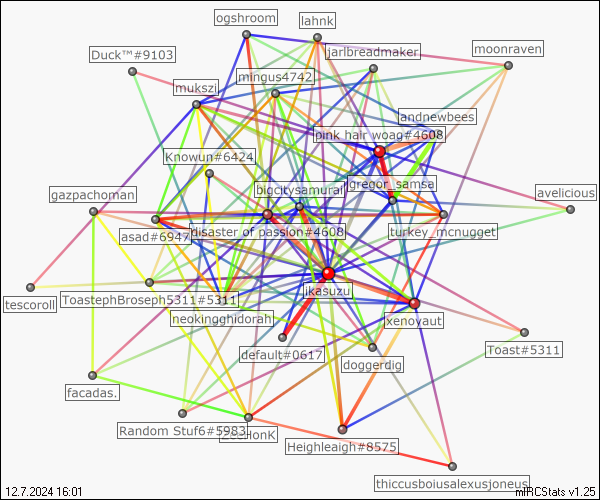 ogshroom
lahnk
Duck™#9103
jarlbreadmaker
moonraven
mukszi
mingus4742
andnewbees
pink hair woag#4608
Knowun#6424
gazpachoman
bigcitysamurai
gregor_samsa
avelicious
asad#6947
disaster of passion#4608
turkey_mcnugget
tescoroll
ToastephBroseph5311#5311
jkasuzu
neokingghidorah
xenoyaut
default#0617
doggerdig
Toast#5311
facadas.
Random Stuf6#5983
Heighleaigh#8575
thiccusboiusalexusjoneus
12.7.2024 16:01
mIRCStats v1.25